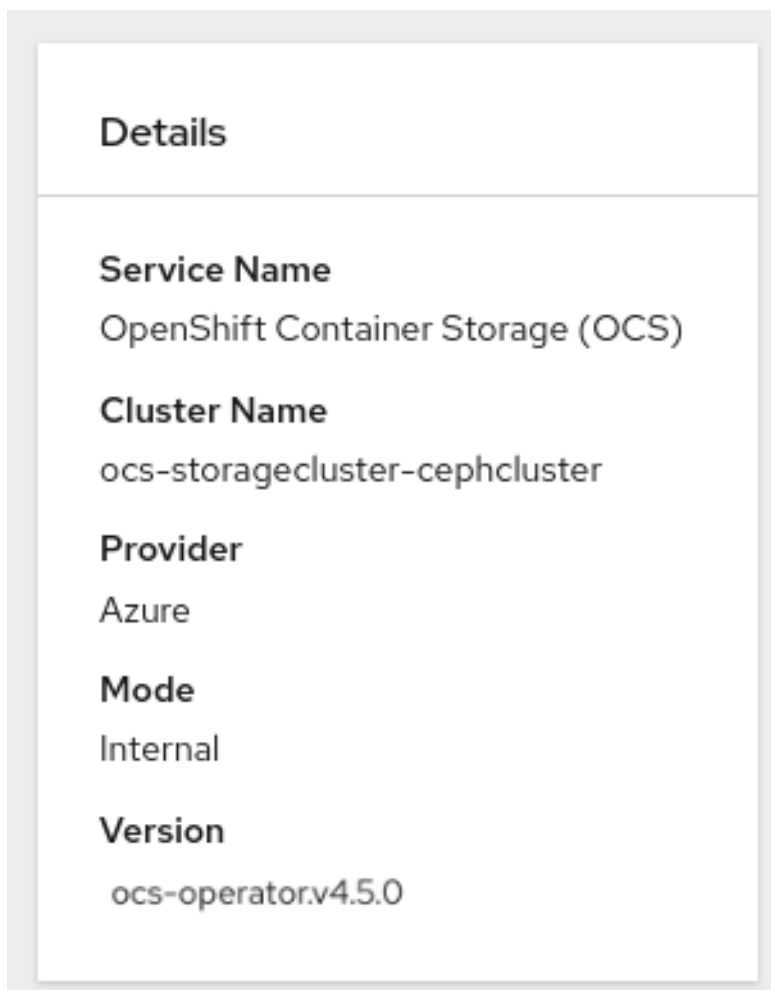 Details
Service Name
OpenShift Container Storage (OCS)
Cluster Name
ocs-storagecluster-cephcluster
Provider
Azure
Mode
Internal
Version
ocs-operator.v4.5.0